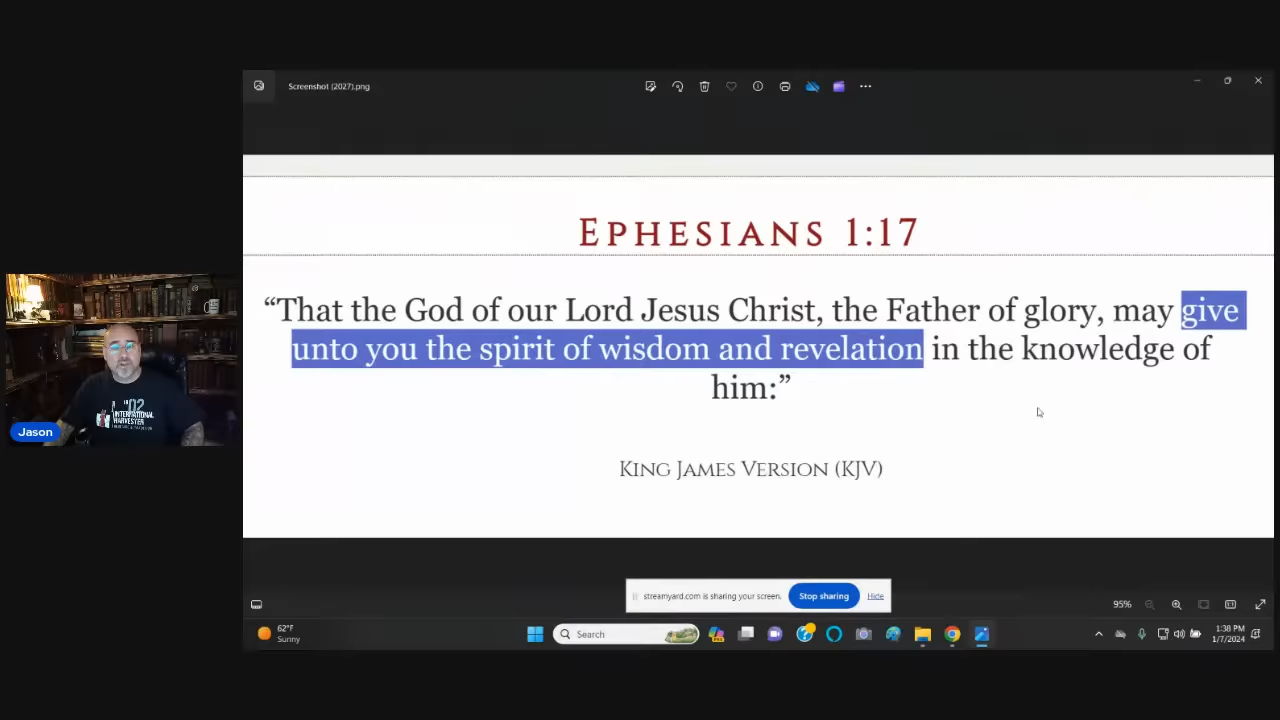 Screenshot (2027).png
EPHESIANS 1:17
“That the God of our Lord Jesus Christ, the Father of glory, may give
unto you the spirit of wisdom and revelation in the knowledge of
him:”
KING JAMES VERSION (KJV)
Jason
INTERNATIONAL
HARVESTER
streamyard.com is sharing your screen.
Stop sharing
Hide
95%
62°F
Sunny
Search
1:38 PM
1/7/2024